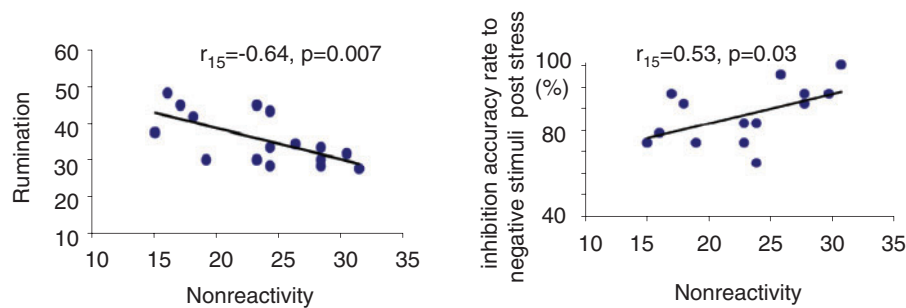 60
50
40
30
20
10
10 15 20 25 30 35
r15=-0.64, p=0.007
Rumination
Nonreactivity
inhibition accuracy rate to
negative stimuli post stress
(%)
100
80
60
40
10 15 20 25 30 35
r15=0.53, p=0.03
Nonreactivity